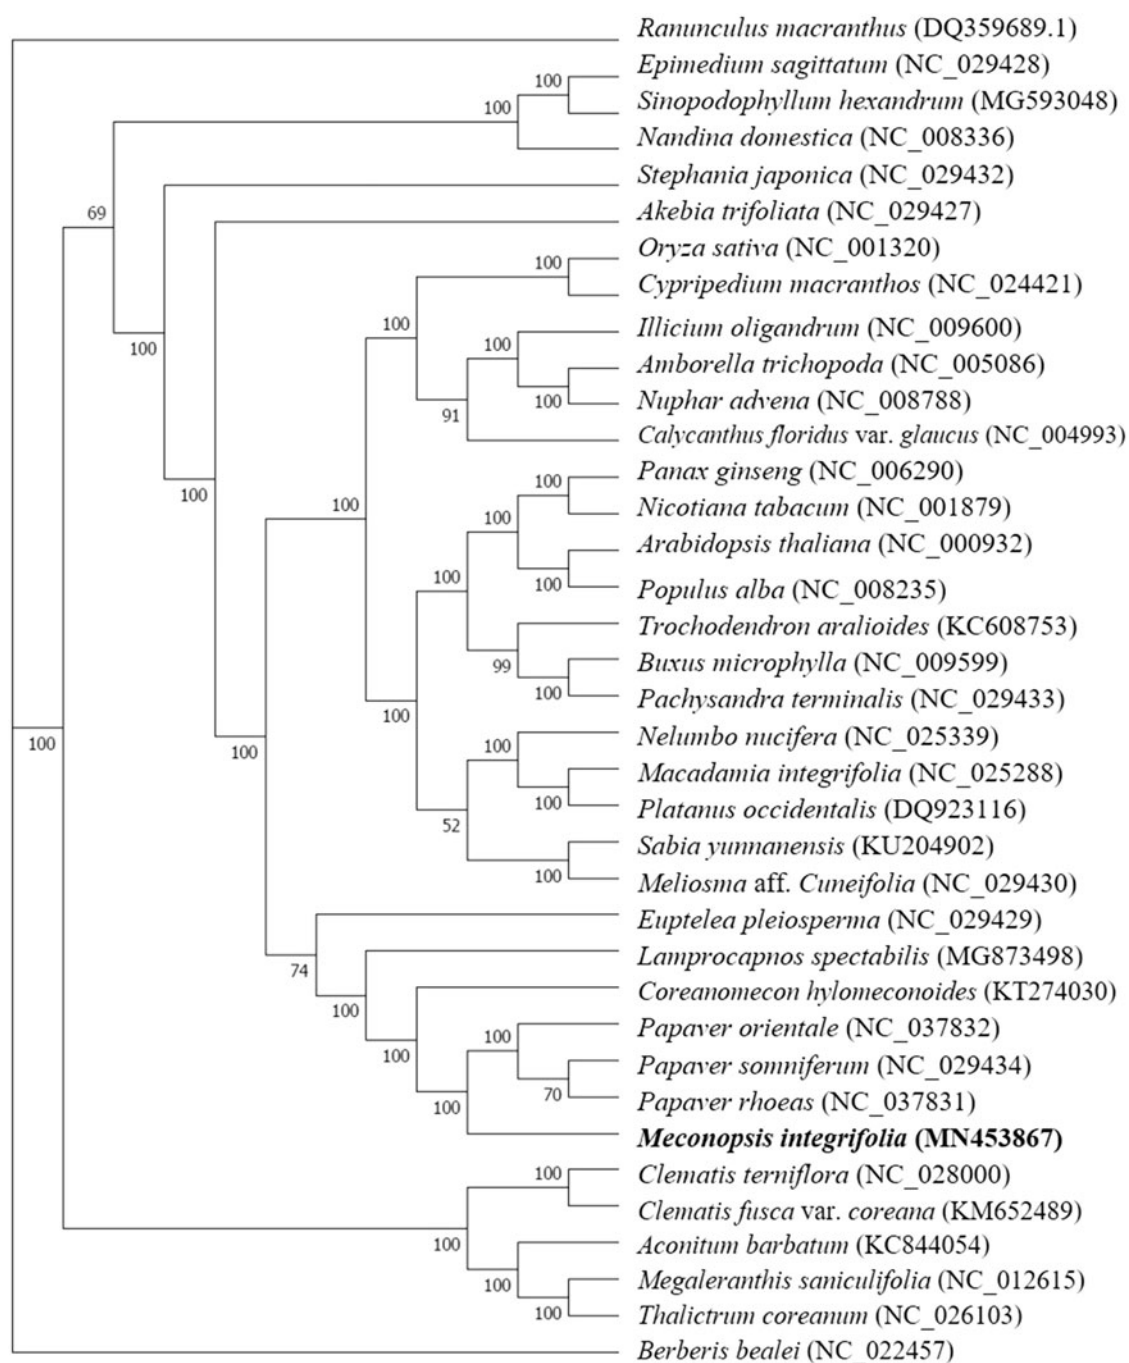 Ranunculus macranthus (DQ359689.1)
Epimedium sagittatum (NC_029428)
100
Sinopodophyllum hexandrum (MG593048)
100
Nandina domestica (NC_008336)
Stephania japonica (NC_029432)
69
Akebia trifoliata (NC_029427)
Oryza sativa (NC_001320)
100
Cypripedium macranthos (NC_024421)
100
Illicium oligandrum (NC_009600)
100
100
Amborella trichopoda (NC_005086)
Nuphar advena (NC_008788)
100
91
Calycanthus floridus var. glaucus (NC_004993)
Panax ginseng (NC_006290)
100
100
Nicotiana tabacum (NC_001879)
100
100
Arabidopsis thaliana (NC_000932)
100
Populus alba (NC_008235)
100
Trochodendron aralioides (KC608753)
Buxus microphylla (NC_009599)
99
Pachysandra terminalis (NC_029433)
100
100
Nelumbo nucifera (NC_025339)
100
100
100
Macadamia integrifolia (NC_025288)
Platanus occidentalis (DQ923116)
100
52
Sabia yunnanensis (KU204902)
Meliosma aff. Cuneifolia (NC_029430)
100
Euptelea pleiosperma (NC_029429)
Lamprocapnos spectabilis (MG873498)
74
Coreanomecon hylomeconoides (KT274030)
100
Papaver orientale (NC_037832)
100
100
Papaver somniferum (NC_029434)
70
Papaver rhoeas (NC_037831)
100
Meconopsis integrifolia (MN453867)
Clematis terniflora (NC_028000)
100
Clematis fusca var. coreana (KM652489)
100
Aconitum barbatum (KC844054)
Megaleranthis saniculifolia (NC_012615)
100
Thalictrum coreanum (NC_026103)
100
Berberis bealei (NC_022457)